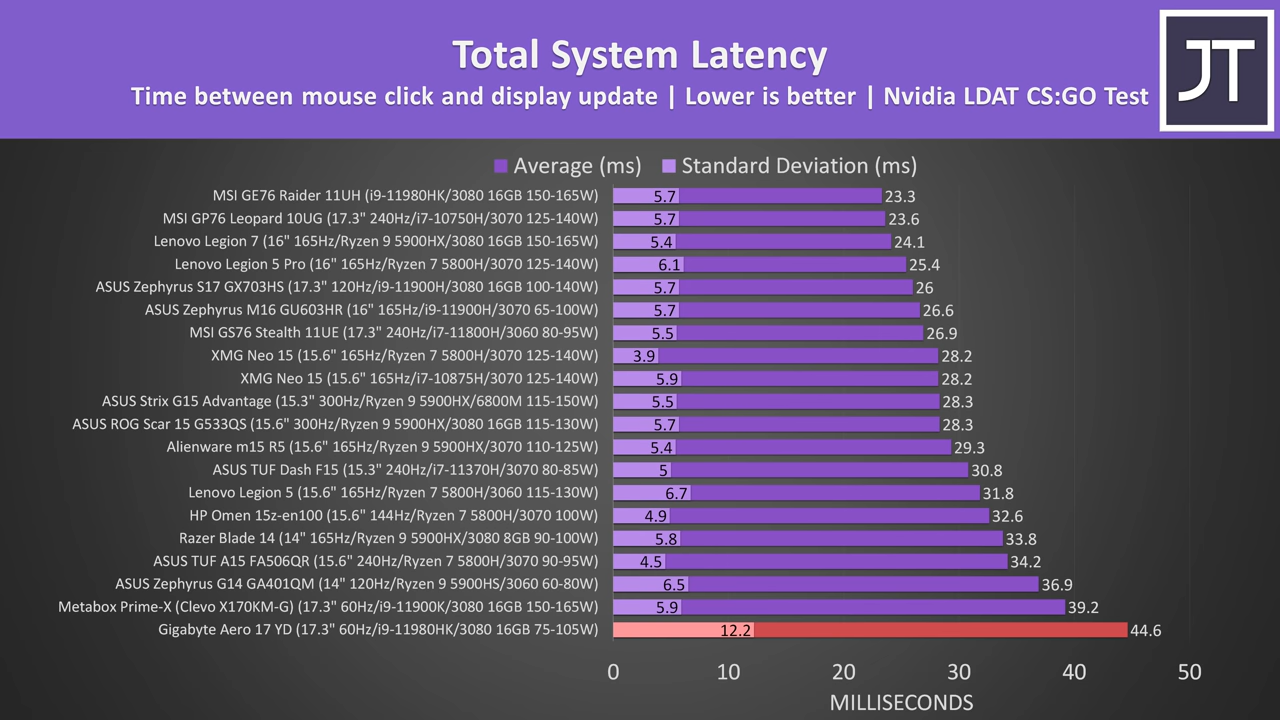 Total System Latency
Time between mouse click and display update | Lower is better | Nvidia LDAT CS:GO Test
JT
Average (ms) Standard Deviation (ms)
MSI GE76 Raider 11UH (i9-11980HK/3080 16GB 150-165W) 5.7 23.3
MSI GP76 Leopard 10UG (17.3" 240Hz/i7-10750H/3070 125-140W) 5.7 23.6
Lenovo Legion 7 (16" 165Hz/Ryzen 9 5900HX/3080 16GB 150-165W) 5.4 24.1
Lenovo Legion 5 Pro (16" 165Hz/Ryzen 7 5800H/3070 125-140W) 6.1 25.4
ASUS Zephyrus S17 GX703HS (17.3" 120Hz/i9-11900H/3080 16GB 100-140W) 5.7 26
ASUS Zephyrus M16 GU603HR (16" 165Hz/i9-11900H/3070 65-100W) 5.7 26.6
MSI GS76 Stealth 11UE (17.3" 240Hz/i7-11800H/3060 80-95W) 5.5 26.9
XMG Neo 15 (15.6" 165Hz/Ryzen 7 5800H/3070 125-140W) 3.9 28.2
XMG Neo 15 (15.6" 165Hz/i7-10875H/3070 125-140W) 5.9 28.2
ASUS Strix G15 Advantage (15.3" 300Hz/Ryzen 9 5900HX/6800M 115-150W) 5.5 28.3
ASUS ROG Scar 15 G533QS (15.6" 300Hz/Ryzen 9 5900HX/3080 16GB 115-130W) 5.7 28.3
Alienware m15 R5 (15.6" 165Hz/Ryzen 9 5900HX/3070 110-125W) 5.4 29.3
ASUS TUF Dash F15 (15.3" 240Hz/i7-11370H/3070 80-85W) 5 30.8
Lenovo Legion 5 (15.6" 165Hz/Ryzen 7 5800H/3060 115-130W) 6.7 31.8
HP Omen 15z-en100 (15.6" 144Hz/Ryzen 7 5800H/3070 100W) 4.9 32.6
Razer Blade 14 (14" 165Hz/Ryzen 9 5900HX/3080 8GB 90-100W) 5.8 33.8
ASUS TUF A15 FA506QR (15.6" 240Hz/Ryzen 7 5800H/3070 90-95W) 4.5 34.2
ASUS Zephyrus G14 GA401QM (14" 120Hz/Ryzen 9 5900HS/3060 60-80W) 6.5 36.9
Metabox Prime-X (Clevo X170KM-G) (17.3" 60Hz/i9-11900K/3080 16GB 150-165W) 5.9 39.2
Gigabyte Aero 17 YD (17.3" 60Hz/i9-11980HK/3080 16GB 75-105W) 12.2 44.6
0 10 20 30 40 50
MILLISECONDS